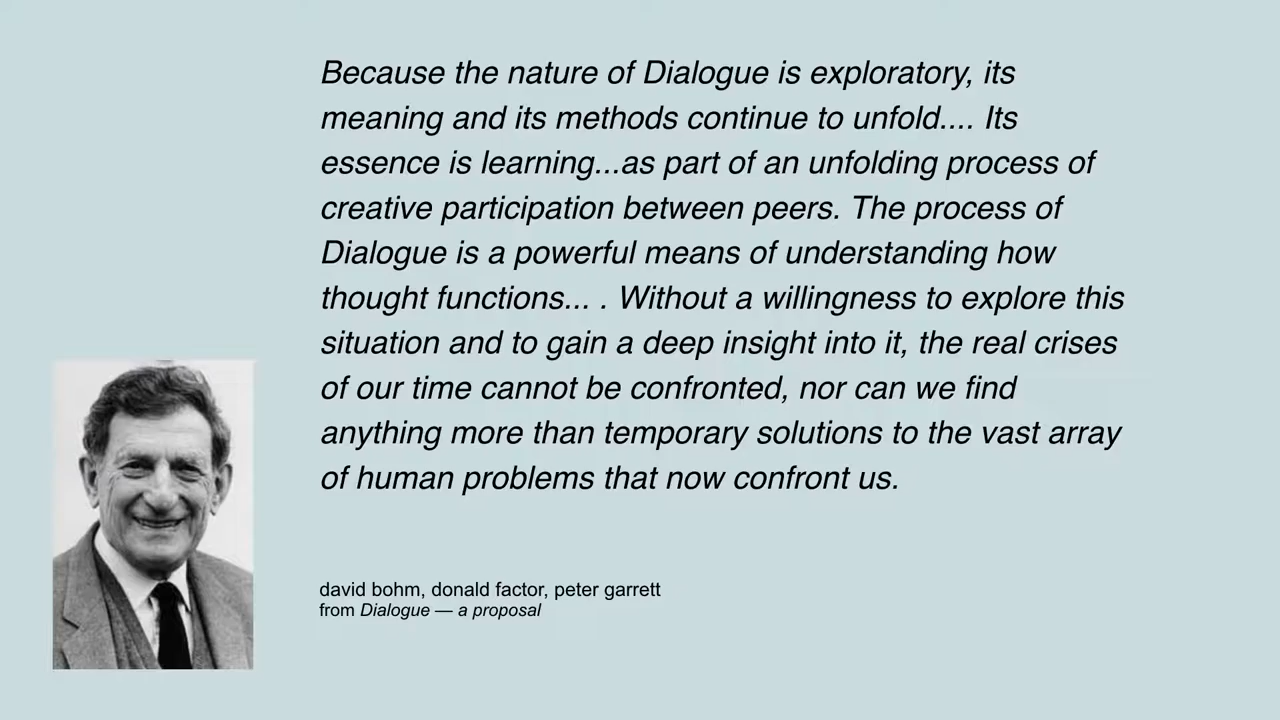 Because the nature of Dialogue is exploratory, its
meaning and its methods continue to unfold.... Its
essence is learning...as part of an unfolding process of
creative participation between peers. The process of
Dialogue is a powerful means of understanding how
thought functions... . Without a willingness to explore this
situation and to gain a deep insight into it, the real crises
of our time cannot be confronted, nor can we find
anything more than temporary solutions to the vast array
of human problems that now confront us.
david bohm, donald factor, peter garrett
from Dialogue — a proposal